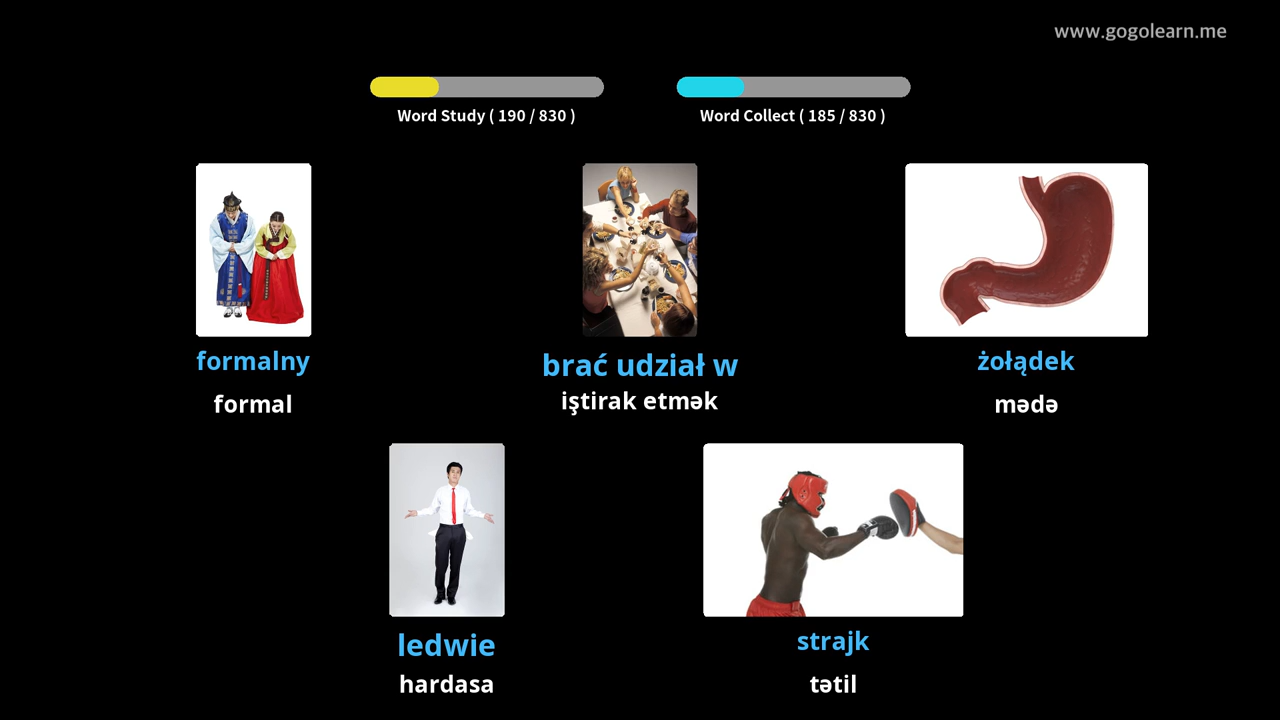 www.gogolearn.me
Word Study ( 190 / 830 )
Word Collect ( 185 / 830 )
formalny
formal
brać udział w
iştirak etmək
żołądek
mədə
ledwie
hardasa
strajk
tətil